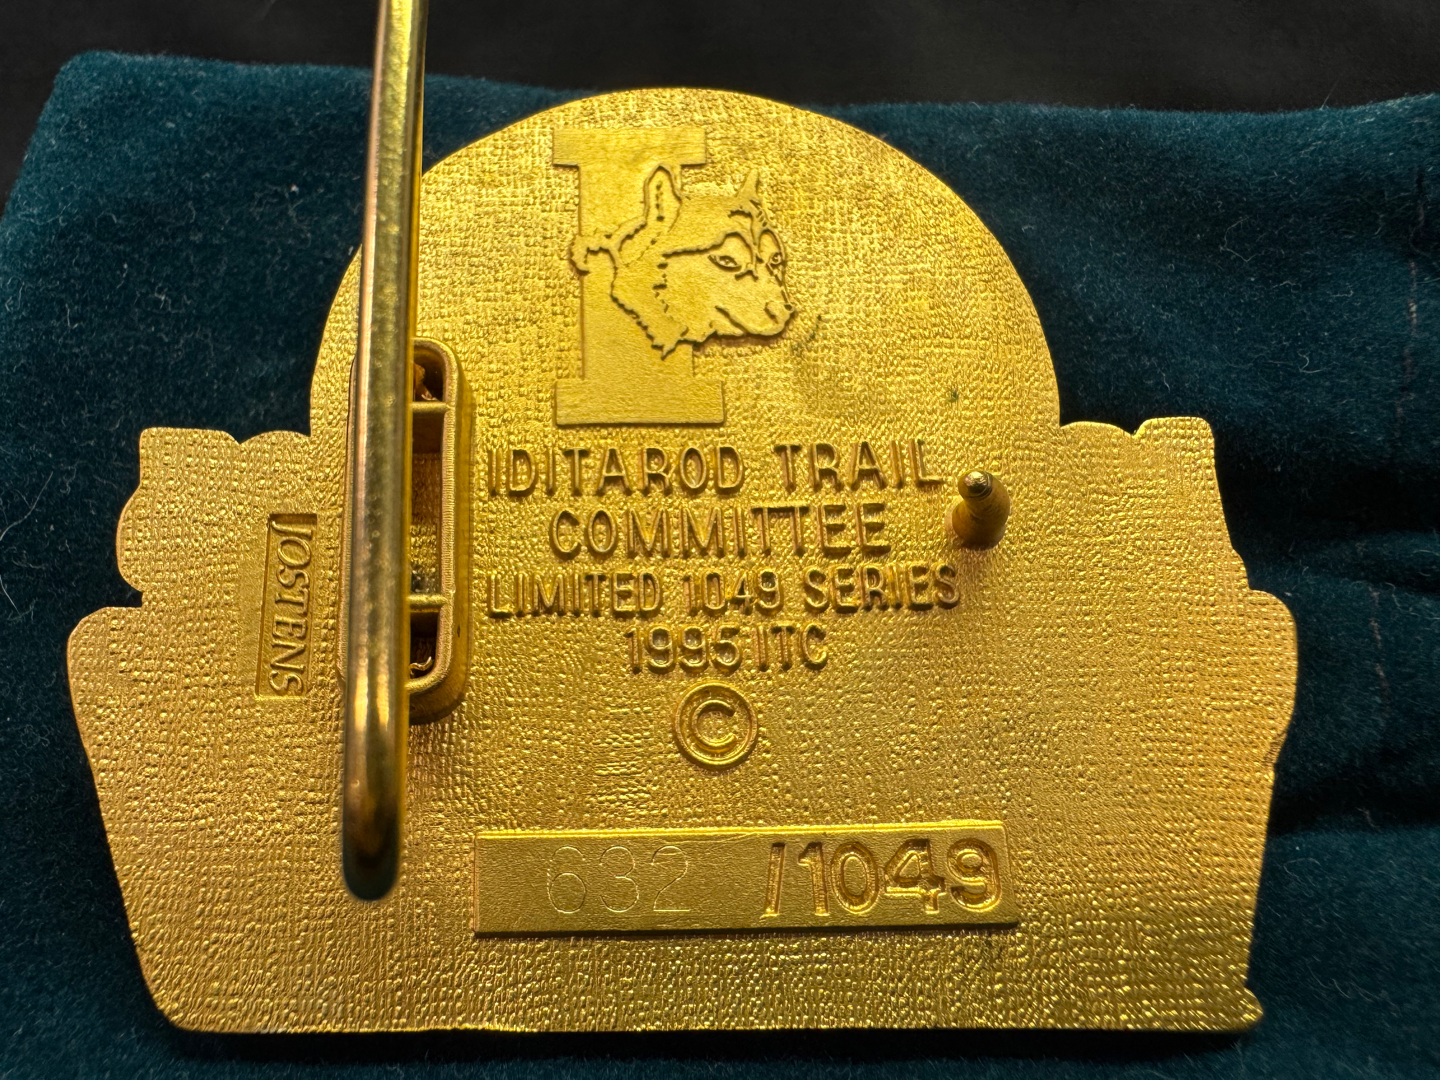 I
IDITAROD TRAIL
COMMITTEE
LIMITED 1049 SERIES
1995 ITC
©
JOSTENS
632 /1049